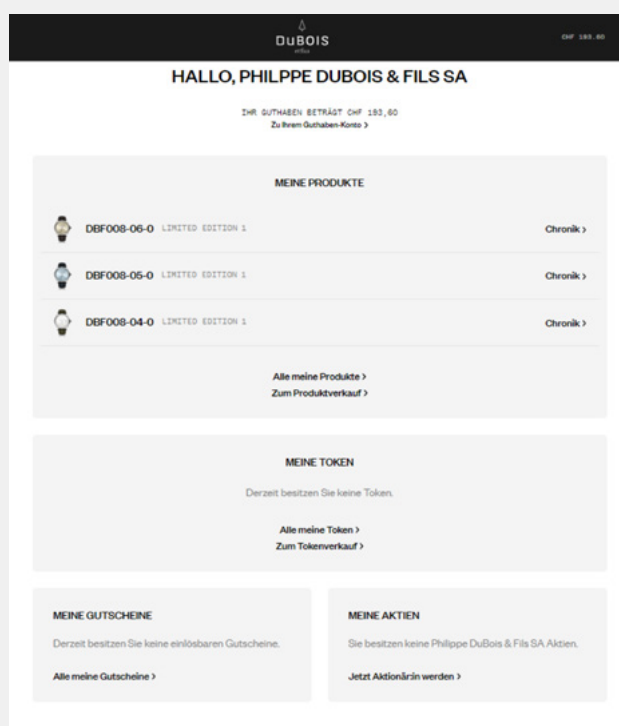 DUBOIS
et fils
CHF 193.60
HALLO, PHILPPE DUBOIS & FILS SA
IHR GUTHABEN BETRÄGT CHF 193,60
Zu Ihrem Guthaben-Konto >
MEINE PRODUKTE
DBF008-06-0 LIMITED EDITION 1 Chronik >
DBF008-05-0 LIMITED EDITION 1 Chronik >
DBF008-04-0 LIMITED EDITION 1 Chronik >
Alle meine Produkte >
Zum Produktverkauf >
MEINE TOKEN
Derzeit besitzen Sie keine Token.
Alle meine Token >
Zum Tokenverkauf >
MEINE GUTSCHEINE
Derzeit besitzen Sie keine einlösbaren Gutscheine.
Alle meine Gutscheine >
MEINE AKTIEN
Sie besitzen keine Philippe DuBois & Fils SA Aktien.
Jetzt Aktionär:in werden >